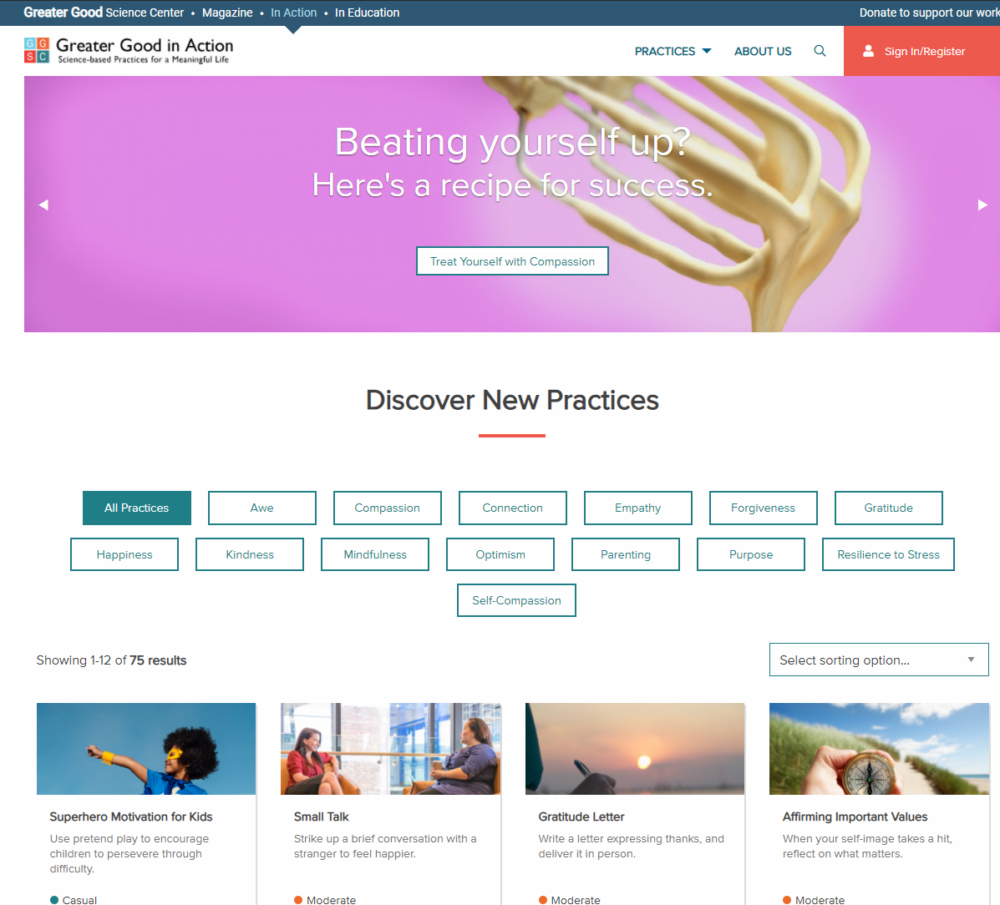 Greater Good Science Center • Magazine • In Action • In Education
Donate to support our work
G G
S C
Greater Good in Action
Science-based Practices for a Meaningful Life
PRACTICES
ABOUT US
Sign In/Register
Beating yourself up?
Here's a recipe for success.
Treat Yourself with Compassion
Discover New Practices
All Practices
Awe
Compassion
Connection
Empathy
Forgiveness
Gratitude
Happiness
Kindness
Mindfulness
Optimism
Parenting
Purpose
Resilience to Stress
Self-Compassion
Showing 1-12 of 75 results
Select sorting option...
Superhero Motivation for Kids
Use pretend play to encourage
children to persevere through
difficulty.
Casual
Small Talk
Strike up a brief conversation with a
stranger to feel happier.
Moderate
Gratitude Letter
Write a letter expressing thanks, and
deliver it in person.
Moderate
Affirming Important Values
When your self-image takes a hit,
reflect on what matters.
Moderate